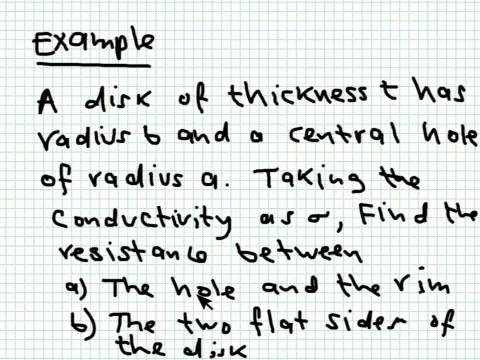 Example
A disk of thickness t has
radius b and a central hole
of radius a. Taking the
conductivity as σ, Find the
resistance between
a) The hole and the rim
b) The two flat sides of
the disk